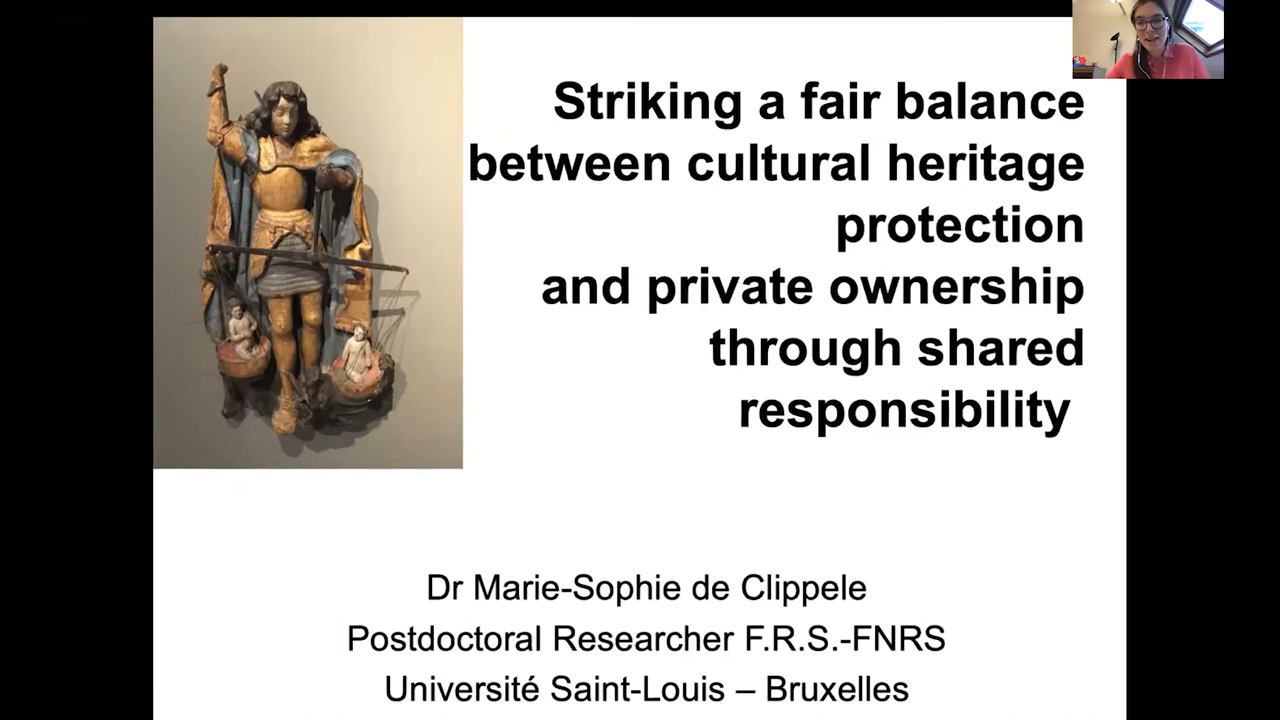 Striking a fair balance
between cultural heritage
protection
and private ownership
through shared
responsibility
Dr Marie-Sophie de Clippele
Postdoctoral Researcher F.R.S.-FNRS
Université Saint-Louis – Bruxelles